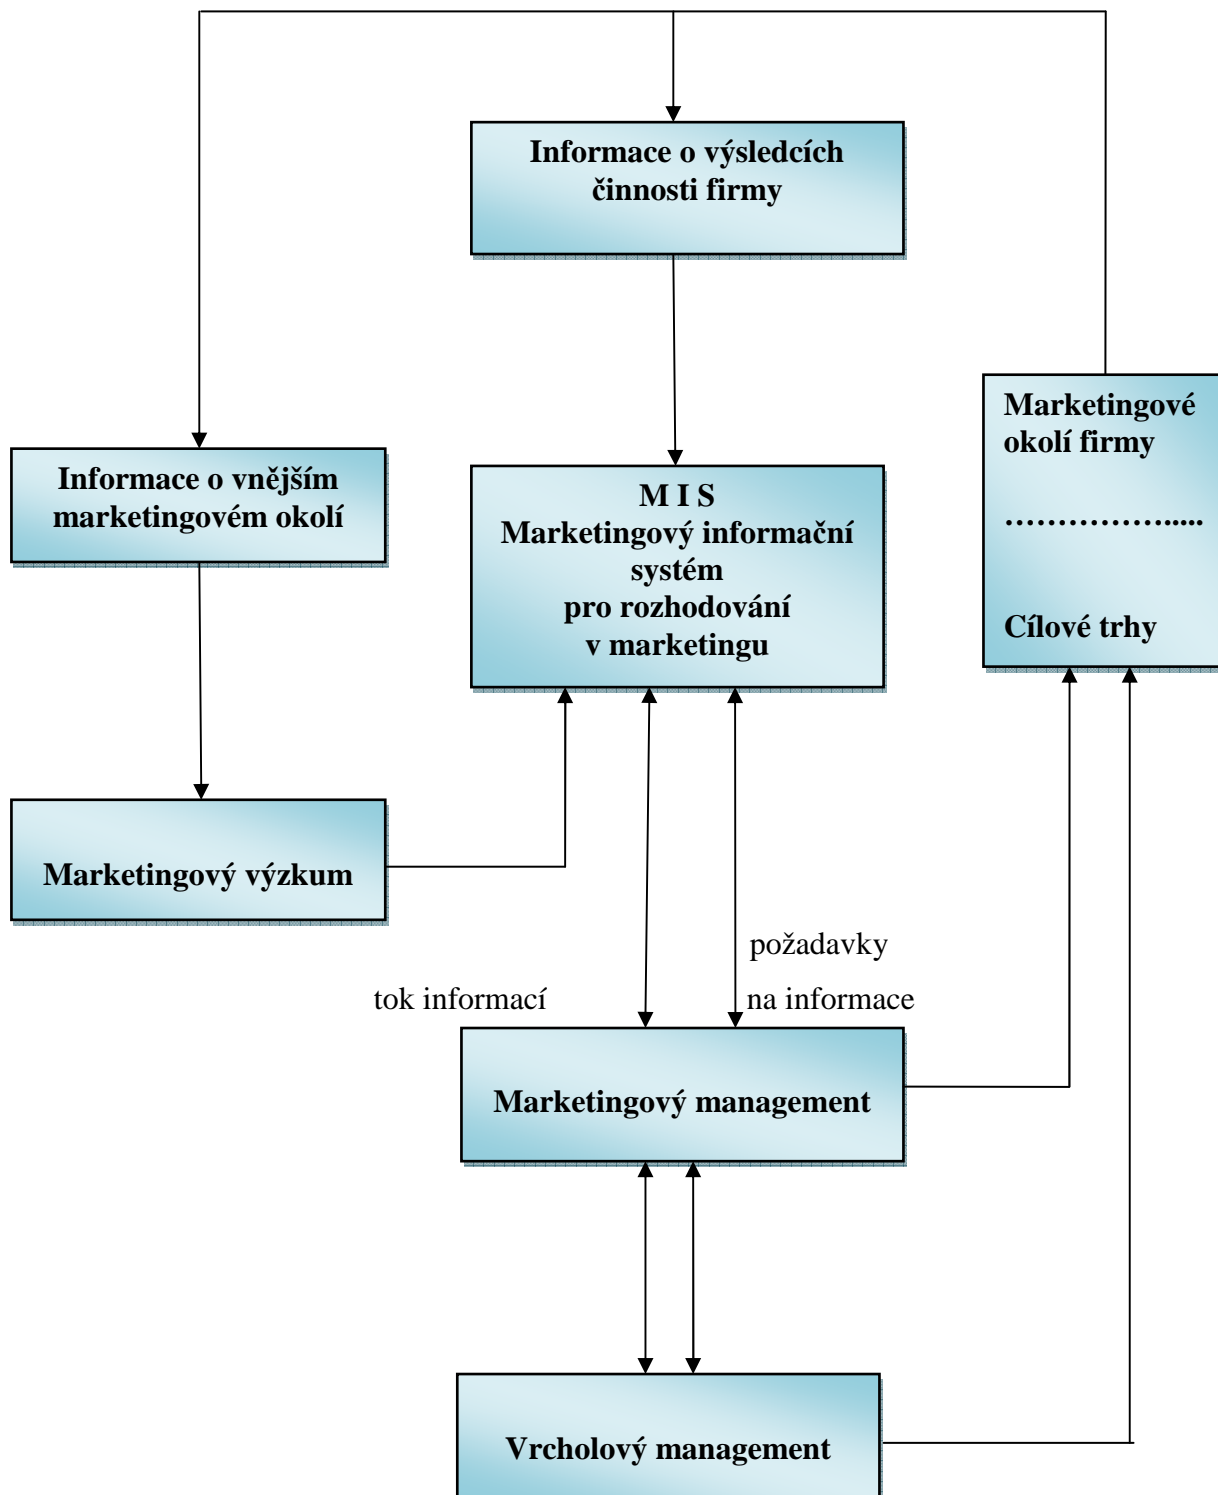 Informace o výsledcích
činnosti firmy
Marketingové
okolí firmy
……………….....
Cílové trhy
Informace o vnějším
marketingovém okolí
M I S
Marketingový informační
systém
pro rozhodování
v marketingu
Marketingový výzkum
požadavky
tok informací
na informace
Marketingový management
Vrcholový management